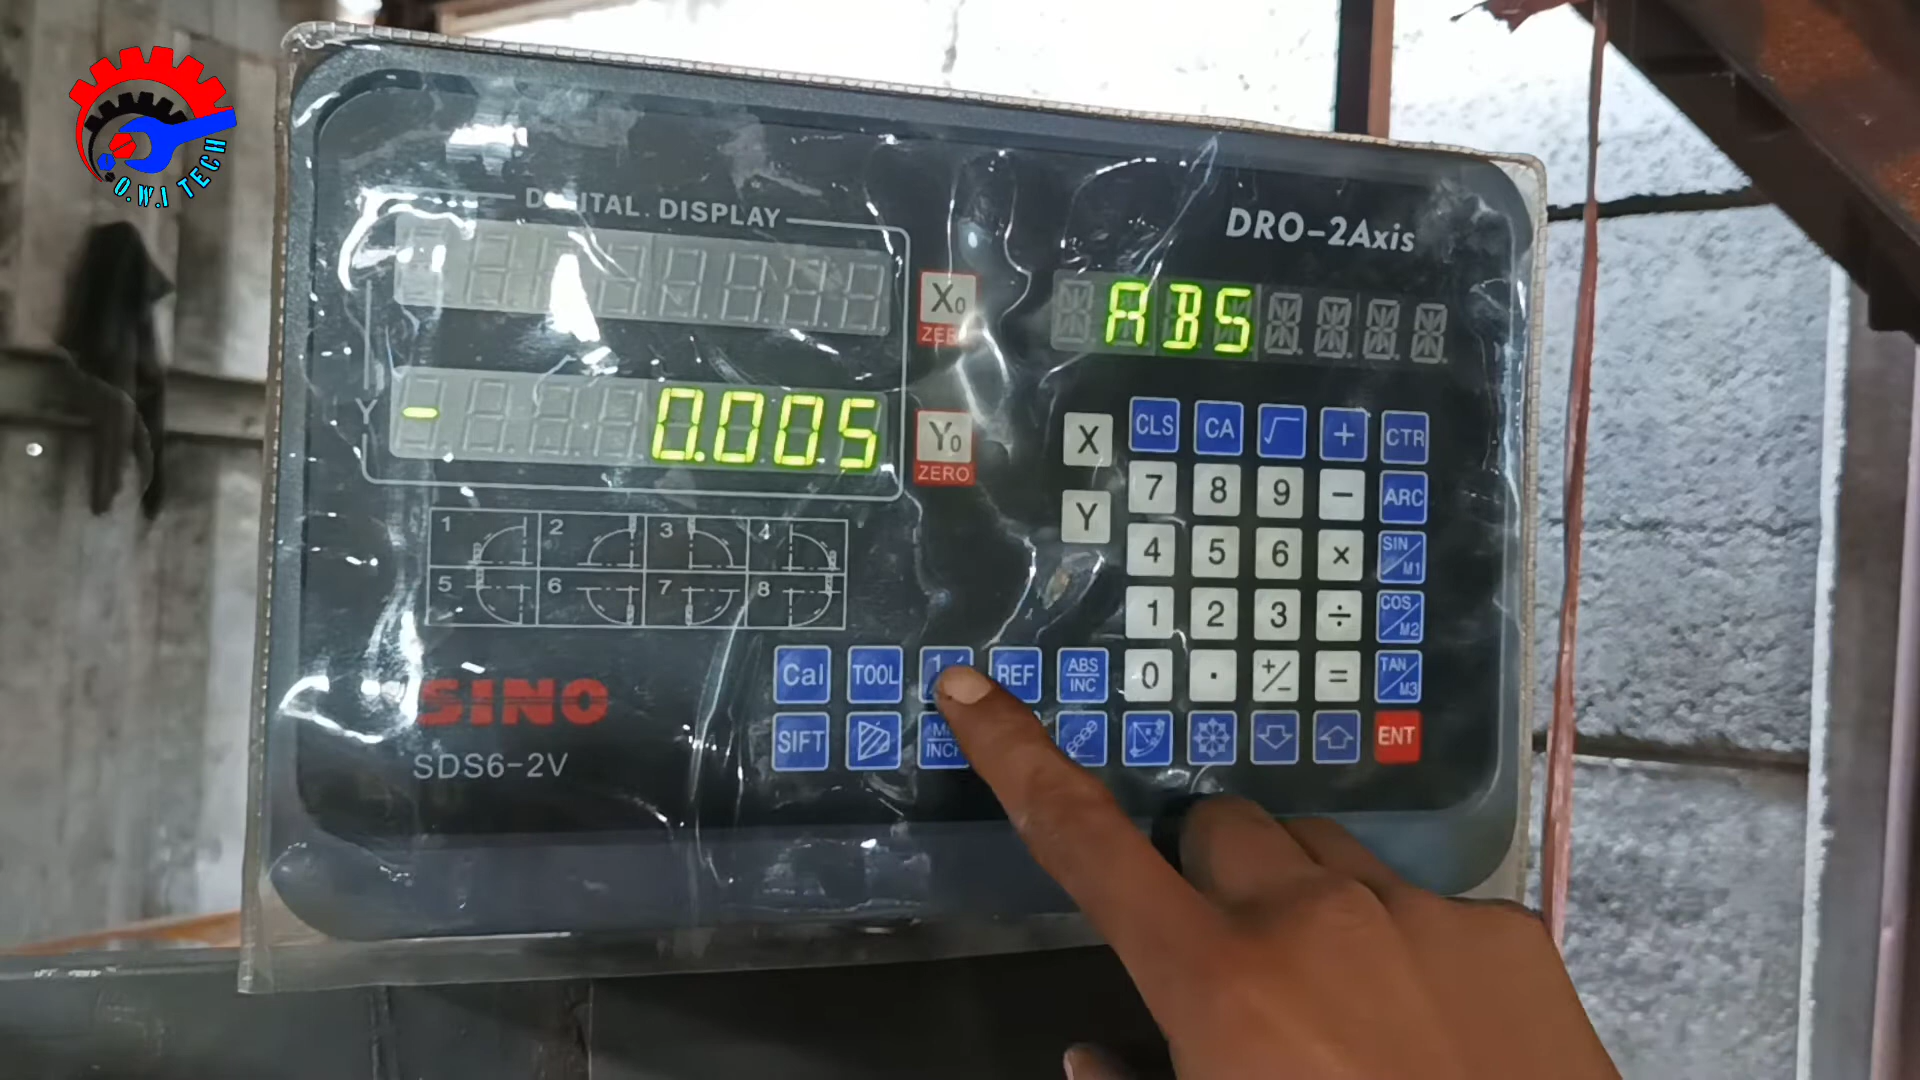 O.W.I TECH
DIGITAL DISPLAY
DRO-2Axis
X0
ZERO
ABS
Y
- 0.005
Y0
ZERO
X
CLS CA √ + CTR
7 8 9 - ARC
Y
4 5 6 × SIN/M1
1 2 3 ÷ COS/M2
1 2 3 4
5 6 7 8
Cal TOOL REF ABS/INC 0 . +/- = TAN/M3
SINO
SIFT INCH ENT
SDS6-2V